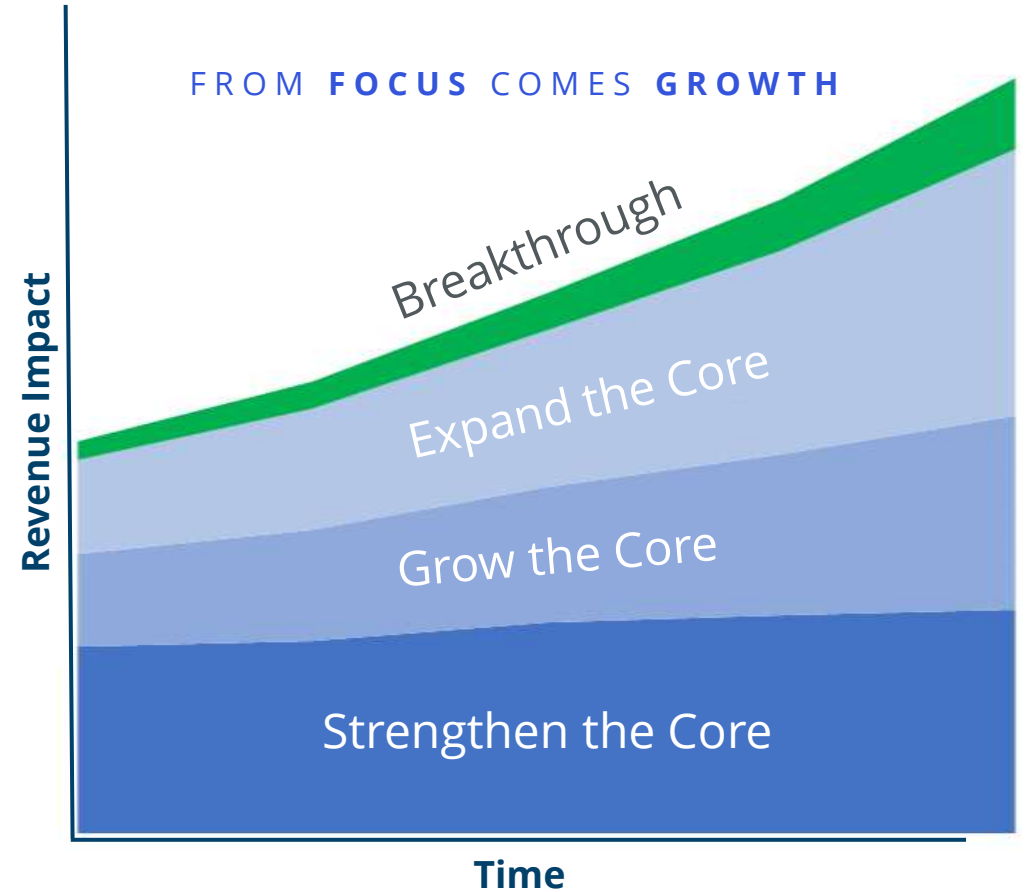 FROM FOCUS COMES GROWTH
Breakthrough
Expand the Core
Grow the Core
Strengthen the Core
Revenue Impact
Time